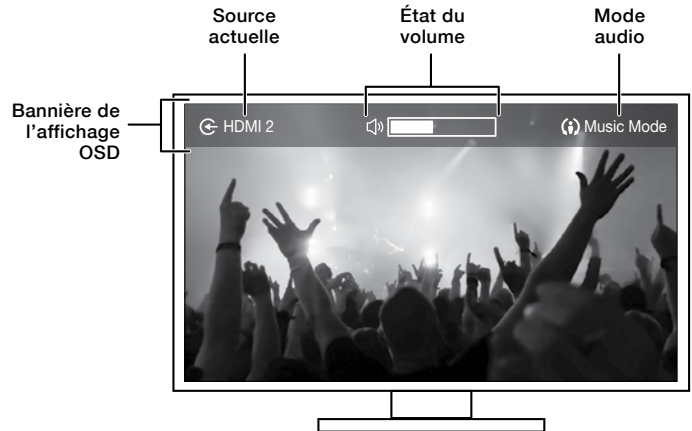 Source
actuelle
État du
volume
Mode
audio
Bannière de
l'affichage
OSD
HDMI 2
Music Mode